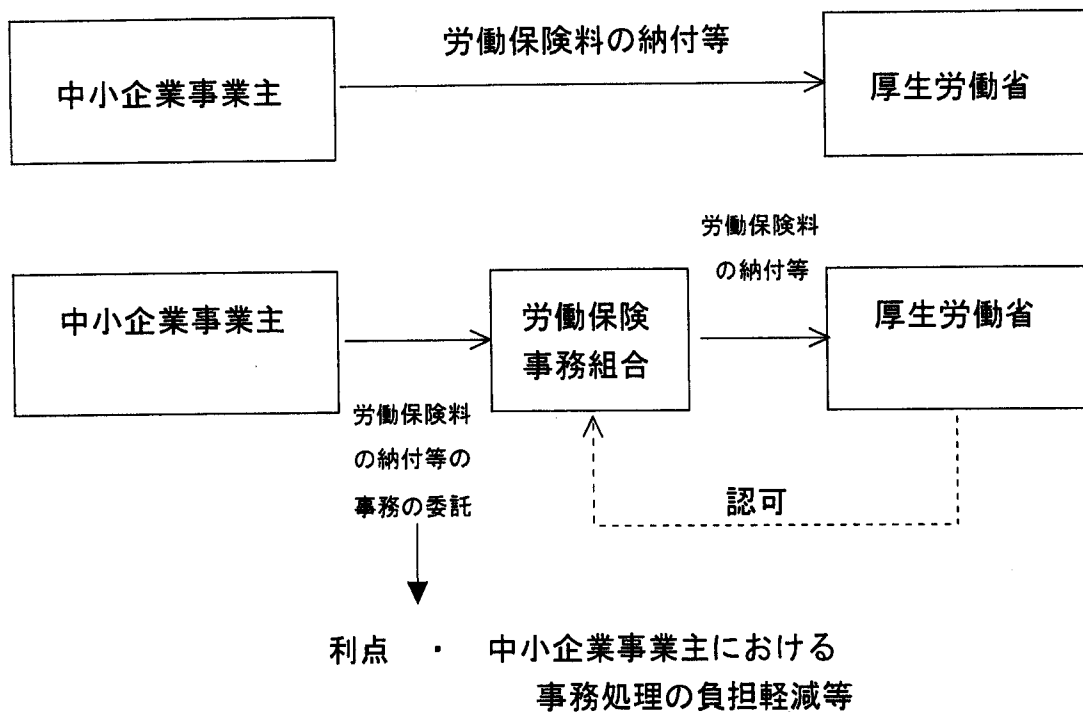 労働保険料の納付等
中小企業事業主
厚生労働省
労働保険料
の納付等
中小企業事業主
労働保険
事務組合
厚生労働省
労働保険料
の納付等の
事務の委託
認可
利点 ・ 中小企業事業主における
事務処理の負担軽減等